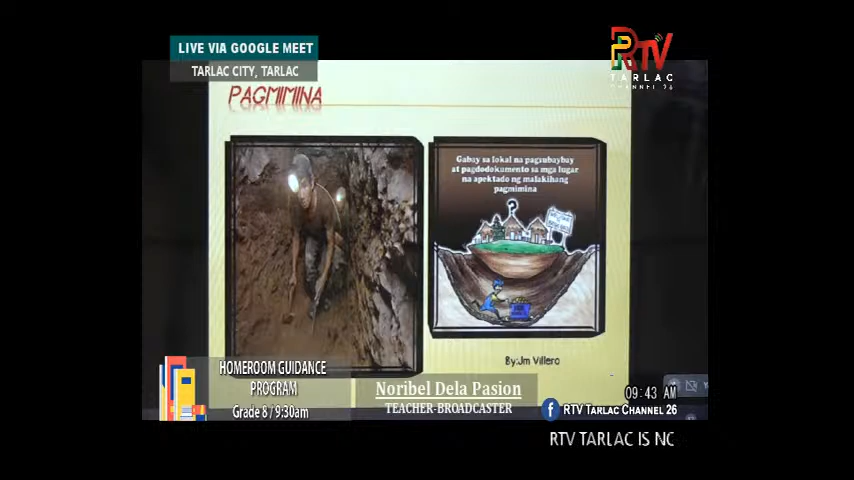 LIVE VIA GOOGLE MEET
TARLAC CITY, TARLAC
RTV
TARLAC
CHANNEL 26
PAGMIMINA
Gabay sa lokal na pagsubaybay
at pagdodokumento sa mga lugar
na apektado ng malakihang
pagmimina
By:Jm Villero
HOMEROOM GUIDANCE
PROGRAM
Grade 8 / 9:30am
Noribel Dela Pasion
TEACHER-BROADCASTER
09:43 AM
RTV TARLAC CHANNEL 26
RTV TARLAC IS NC